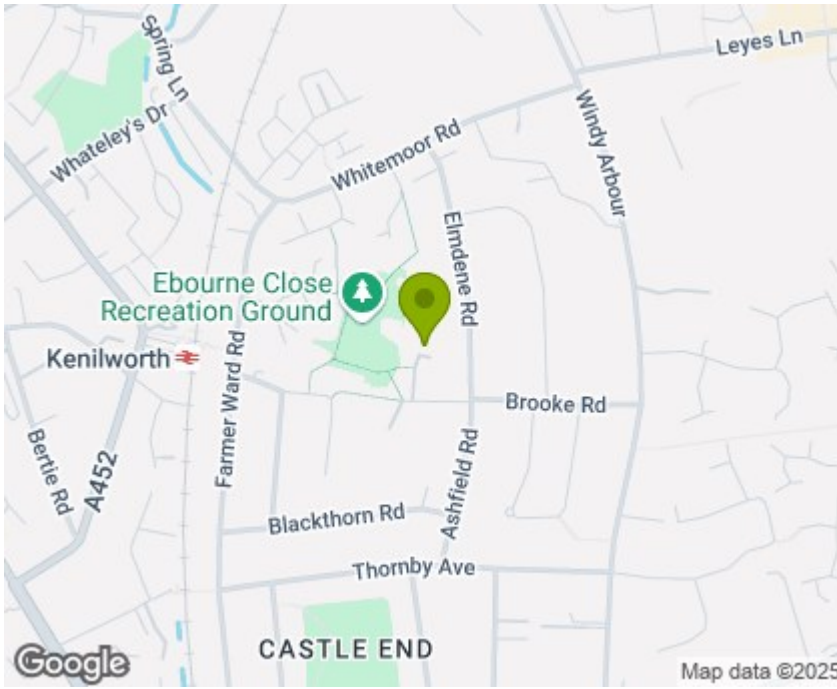 Spring Ln
Leyes Ln
Whateley's Dr
Whitemoor Rd
Windy Arbour
Elmdene Rd
Ebourne Close
Recreation Ground
Kenilworth
Farmer Ward Rd
Brooke Rd
Bertie Rd
A452
Ashfield Rd
Blackthorn Rd
Thornby Ave
CASTLE END
Google
Map data ©2025